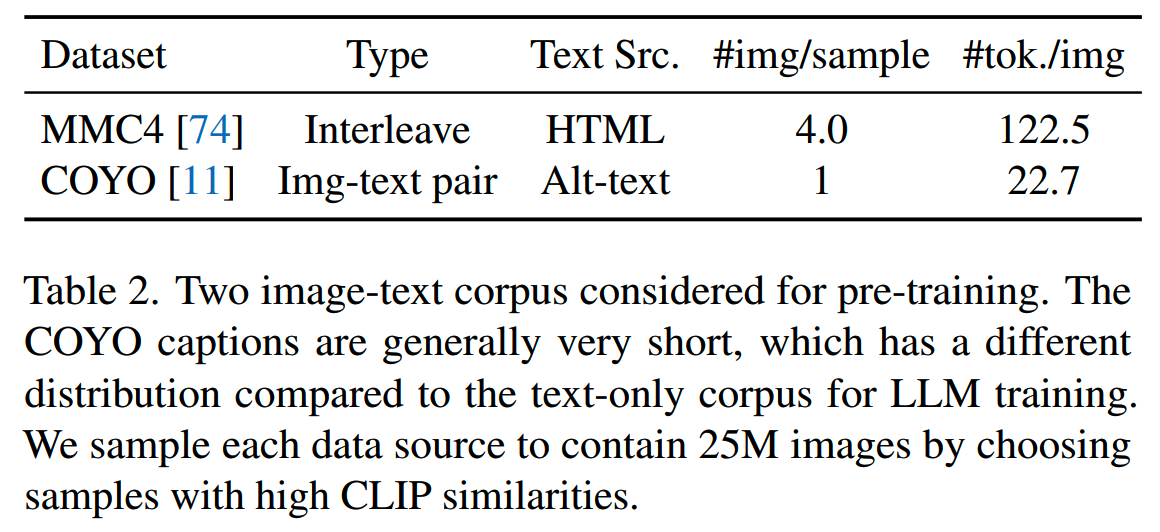 Dataset Type Text Src. #img/sample #tok./img
MMC4 [74] Interleave HTML 4.0 122.5
COYO [11] Img-text pair Alt-text 1 22.7
Table 2. Two image-text corpus considered for pre-training. The
COYO captions are generally very short, which has a different
distribution compared to the text-only corpus for LLM training.
We sample each data source to contain 25M images by choosing
samples with high CLIP similarities.